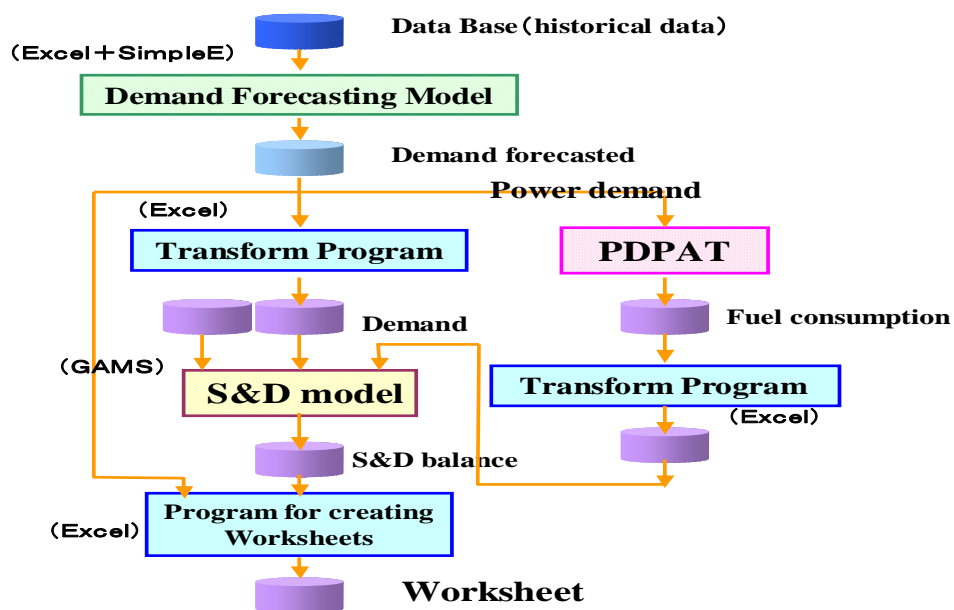 Data Base（historical data）
（Excel＋SimpleE）
Demand Forecasting Model
Demand forecasted
Power demand
（Excel）
Transform Program
PDPAT
Demand
Fuel consumption
（GAMS）
S&D model
Transform Program
（Excel）
S&D balance
（Excel）
Program for creating
Worksheets
Worksheet